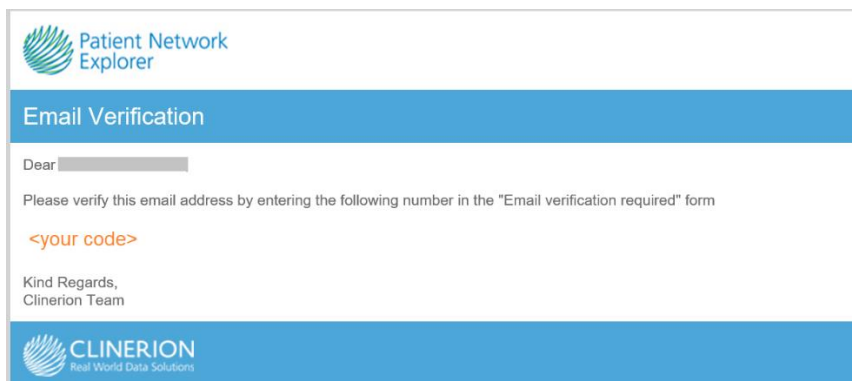 Patient Network
Explorer
Email Verification
Dear
Please verify this email address by entering the following number in the "Email verification required" form
<your code>
Kind Regards,
Clinerion Team
CLINERION
Real World Data Solutions